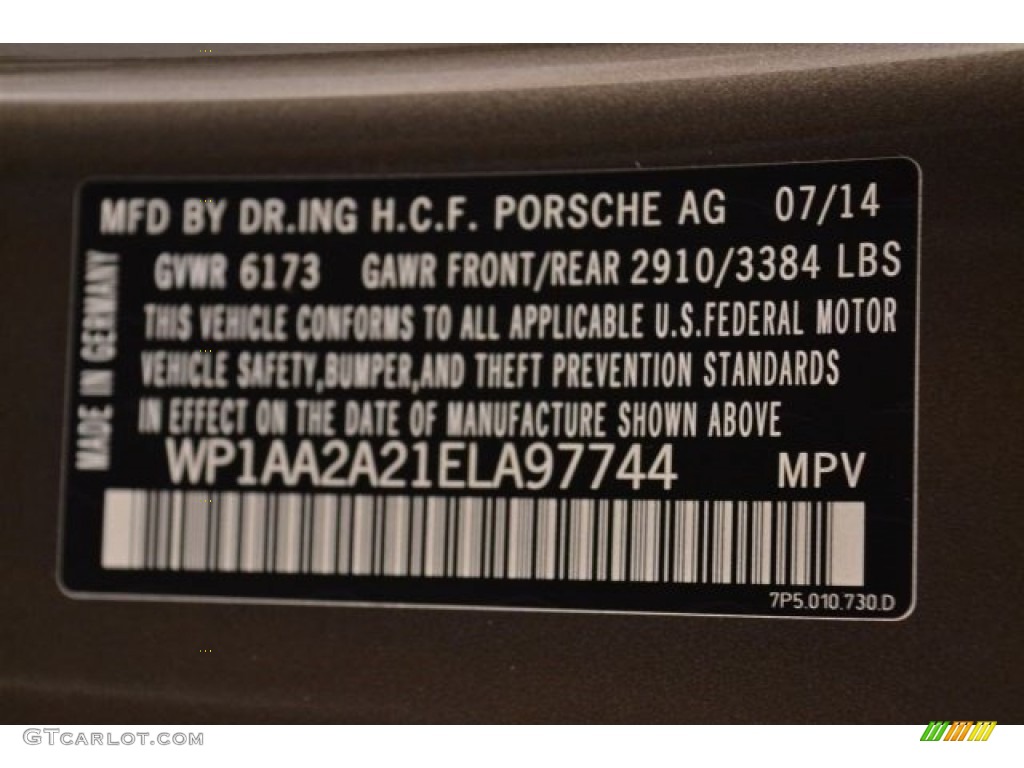 MFD BY DR.ING H.C.F. PORSCHE AG 07/14
GVWR 6173 GAWR FRONT/REAR 2910/3384 LBS
THIS VEHICLE CONFORMS TO ALL APPLICABLE U.S.FEDERAL MOTOR
VEHICLE SAFETY,BUMPER,AND THEFT PREVENTION STANDARDS
IN EFFECT ON THE DATE OF MANUFACTURE SHOWN ABOVE
MADE IN GERMANY
WP1AA2A21ELA97744 MPV
7P5.010.730.D
GTCarLot.com